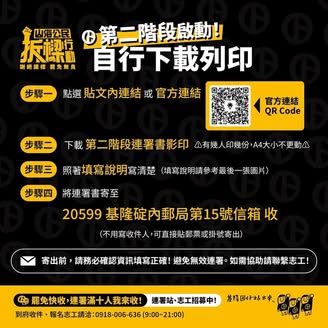 山海公民
拆樑行動
謝絕國樑 罷免無良
第二階段啟動!
自行下載列印
步驟一 點選 貼文內連結 或 官方連結
官方連結
QR Code
步驟二 下載 第二階段連署書影印 ⚠有幾人印幾份,A4大小不更動⚠
步驟三 照著填寫說明寫清楚 (填寫說明請參考最後一張圖片)
步驟四 將連署書寄至
20599 基隆碇內郵局第15號信箱 收
(不用寫收件人,可直接貼郵票或掛號寄出)
寄出前,請務必確認資訊填寫正確!避免無效連署。如需協助請聯繫志工!
罷免快收,連署滿十人我來收! 連署站、志工招募中!
到府收件、報名志工請洽:0918-006-636 (9:00~21:00)